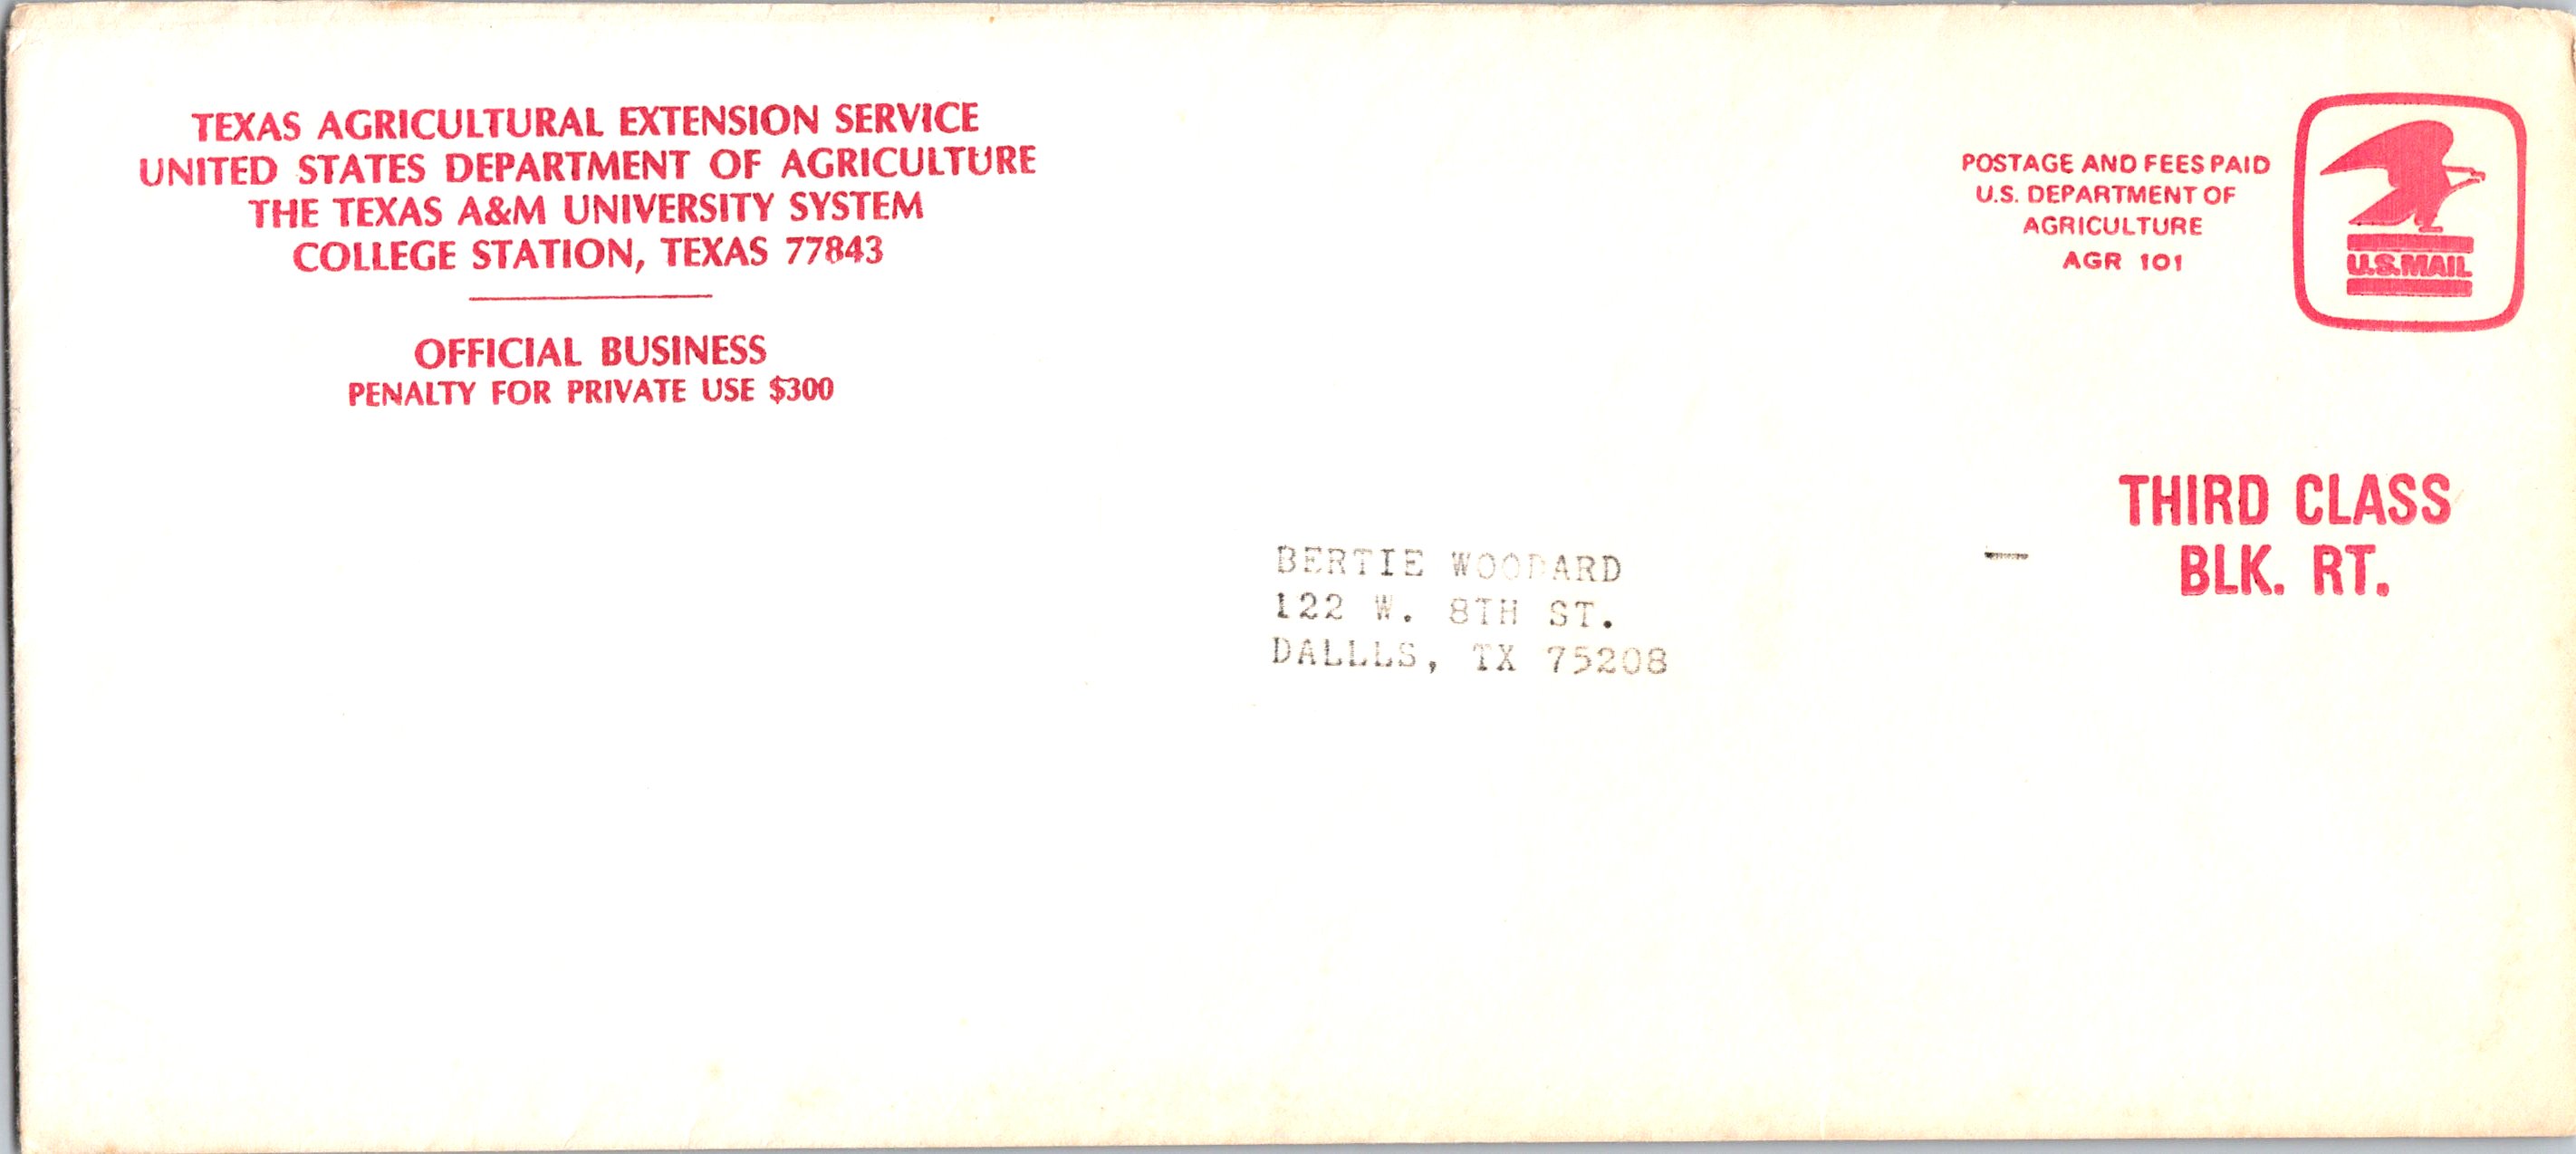 TEXAS AGRICULTURAL EXTENSION SERVICE
UNITED STATES DEPARTMENT OF AGRICULTURE
THE TEXAS A&M UNIVERSITY SYSTEM
COLLEGE STATION, TEXAS 77843
OFFICIAL BUSINESS
PENALTY FOR PRIVATE USE $300
POSTAGE AND FEES PAID
U.S. DEPARTMENT OF
AGRICULTURE
AGR 101
U.S.MAIL
THIRD CLASS
BLK. RT.
BERTIE WOODARD
122 W. 8TH ST.
DALLLS, TX 75208